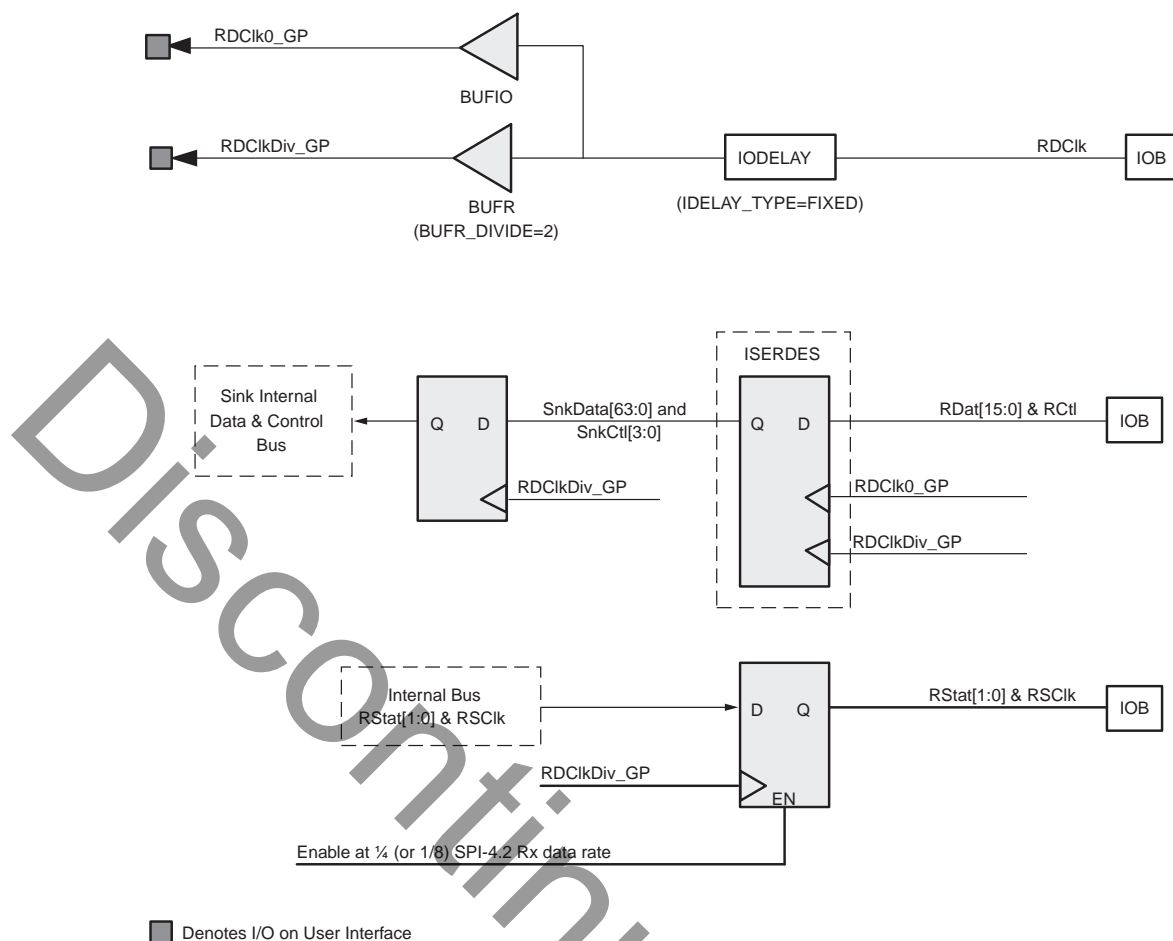 RDClk0_GP
BUFIO
RDClkDiv_GP
IODELAY
RDClk
IOB
BUFR
(BUFR_DIVIDE=2)
(IDELAY_TYPE=FIXED)
ISERDES
Sink Internal
Data & Control
Bus
Q D
SnkData[63:0] and
SnkCtl[3:0]
Q D
RDat[15:0] & RCtl
IOB
RDClkDiv_GP
RDClk0_GP
RDClkDiv_GP
Internal Bus
RStat[1:0] & RSClk
D Q
RStat[1:0] & RSClk
IOB
RDClkDiv_GP
EN
Enable at ¼ (or 1/8) SPI-4.2 Rx data rate
Denotes I/O on User Interface
Discontin